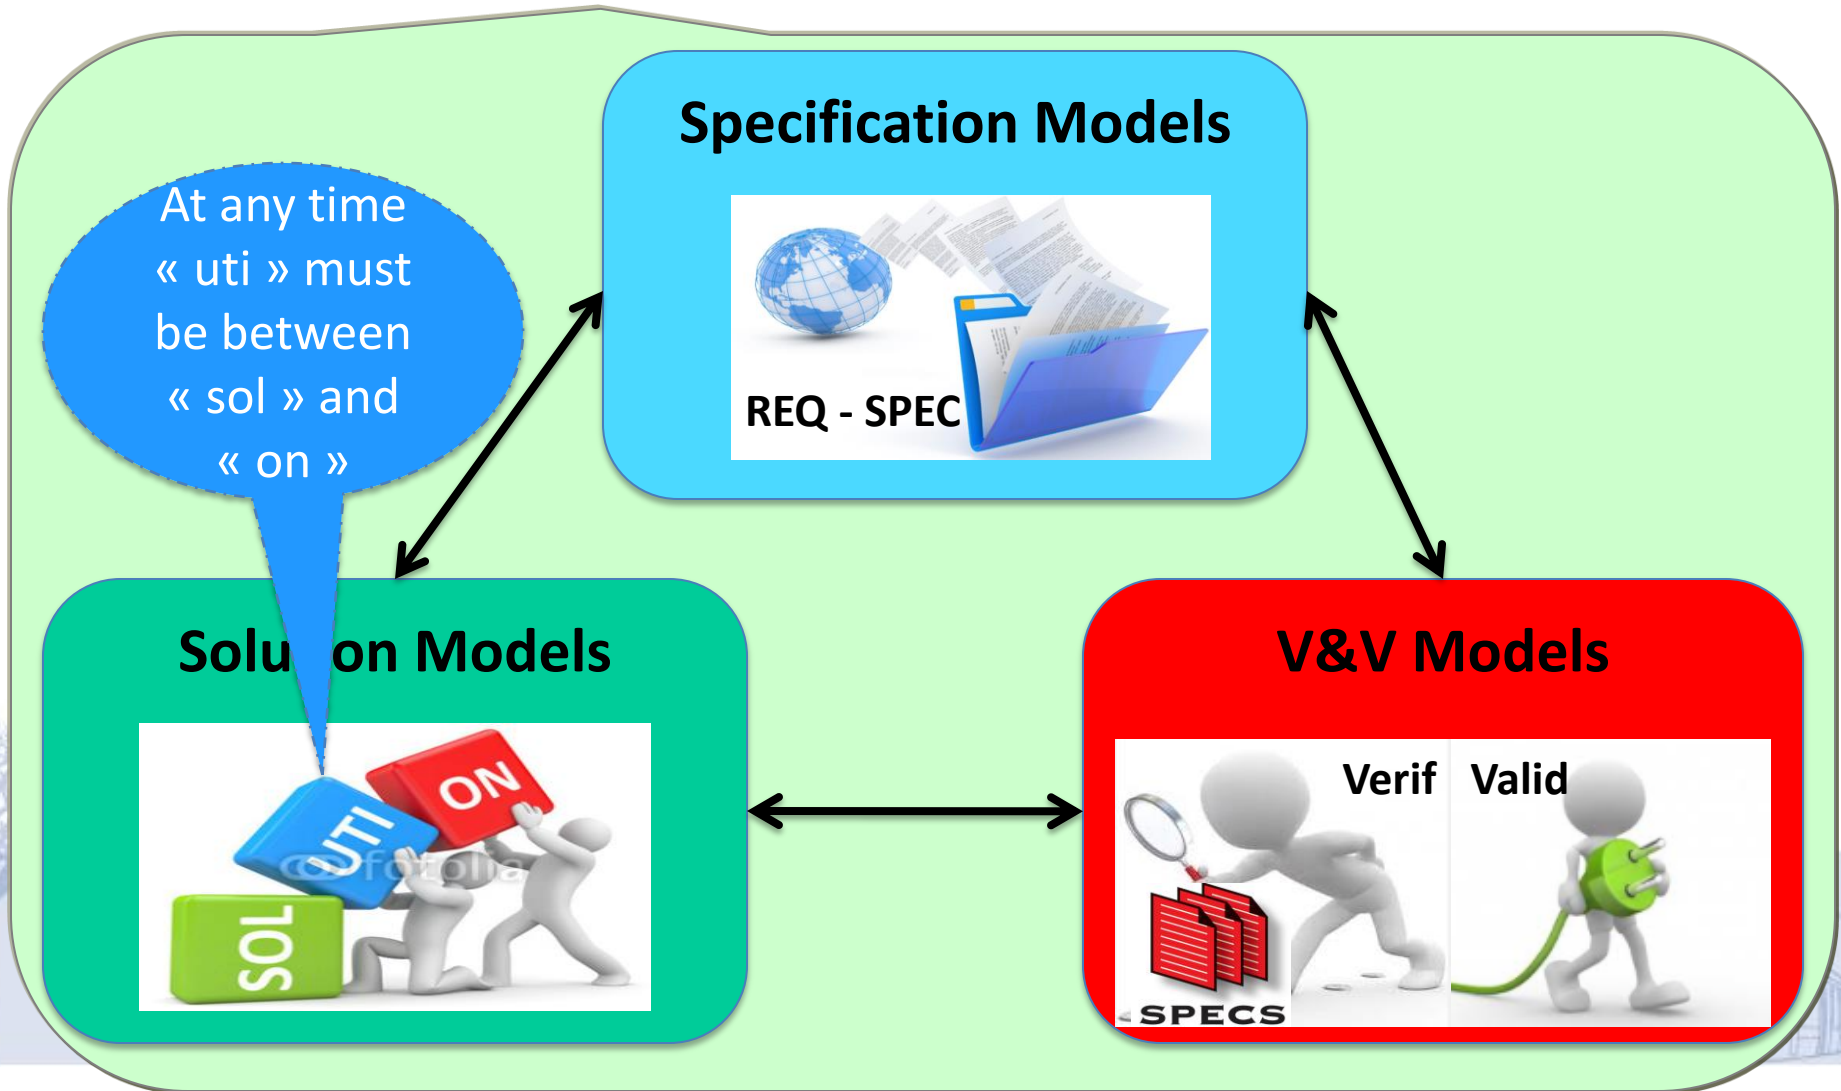 Specification Models
REQ - SPEC
At any time
« uti » must
be between
« sol » and
« on »
Solu on Models
SOL
UTI
ON
fotolia
V&V Models
Verif Valid
SPECS